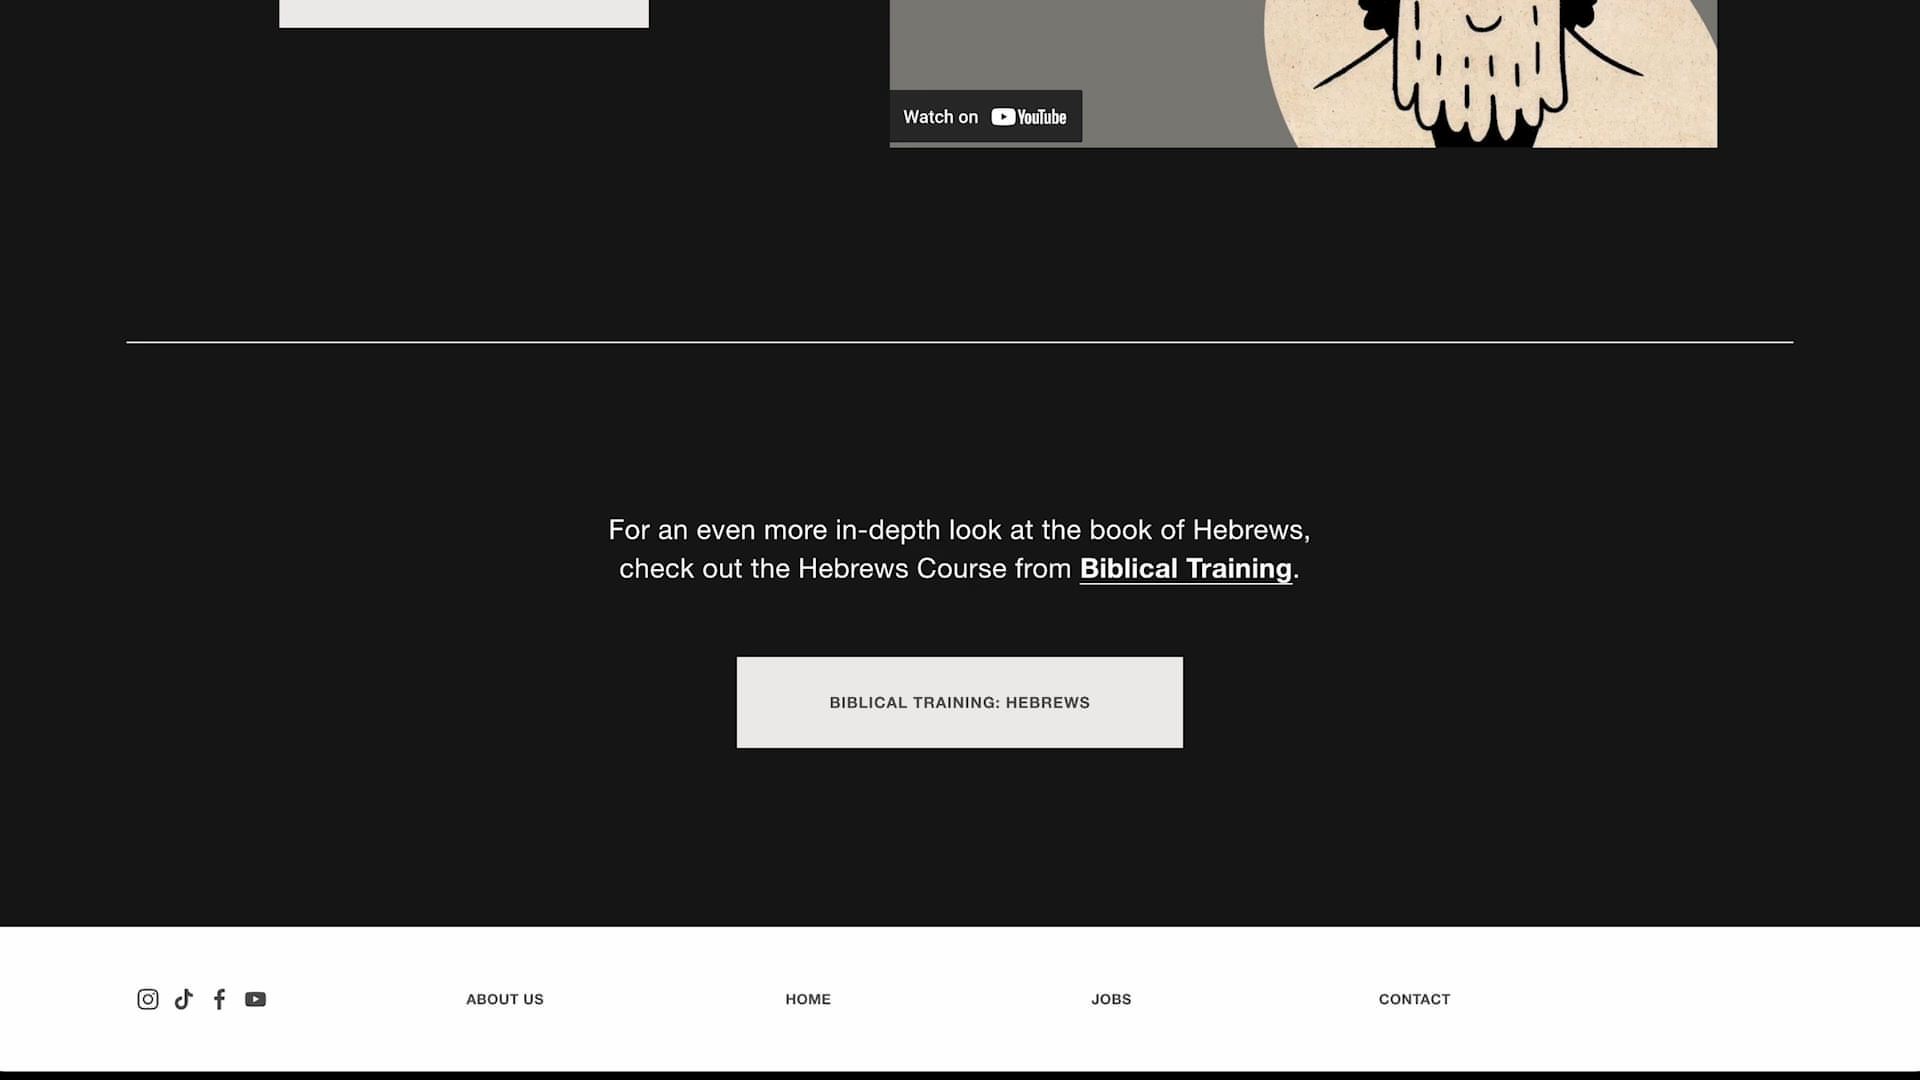 Watch on YouTube
For an even more in-depth look at the book of Hebrews,
check out the Hebrews Course from Biblical Training.
BIBLICAL TRAINING: HEBREWS
ABOUT US
HOME
JOBS
CONTACT